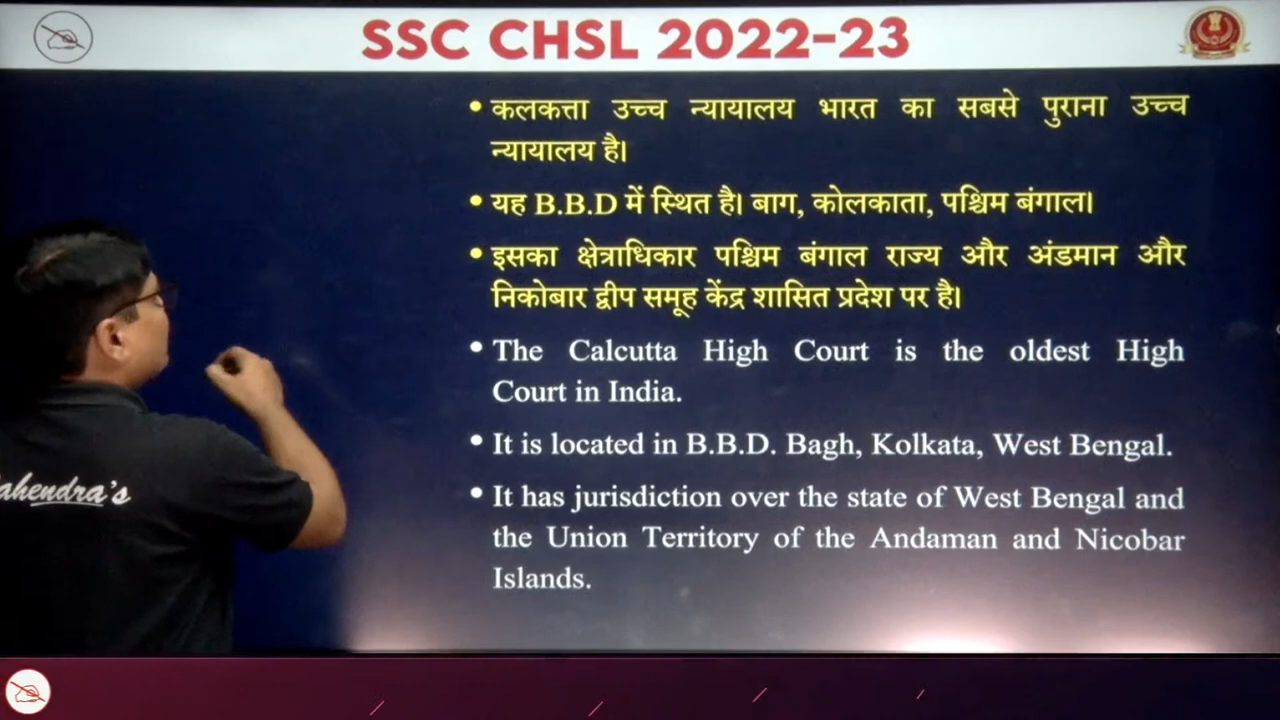 SSC CHSL 2022-23
• कलकत्ता उच्च न्यायालय भारत का सबसे पुराना उच्च
न्यायालय है।
• यह B.B.D में स्थित है। बाग, कोलकाता, पश्चिम बंगाल।
• इसका क्षेत्राधिकार पश्चिम बंगाल राज्य और अंडमान और
निकोबार द्वीप समूह केंद्र शासित प्रदेश पर है।
• The Calcutta High Court is the oldest High
Court in India.
• It is located in B.B.D. Bagh, Kolkata, West Bengal.
• It has jurisdiction over the state of West Bengal and
the Union Territory of the Andaman and Nicobar
Islands.
ahendra's